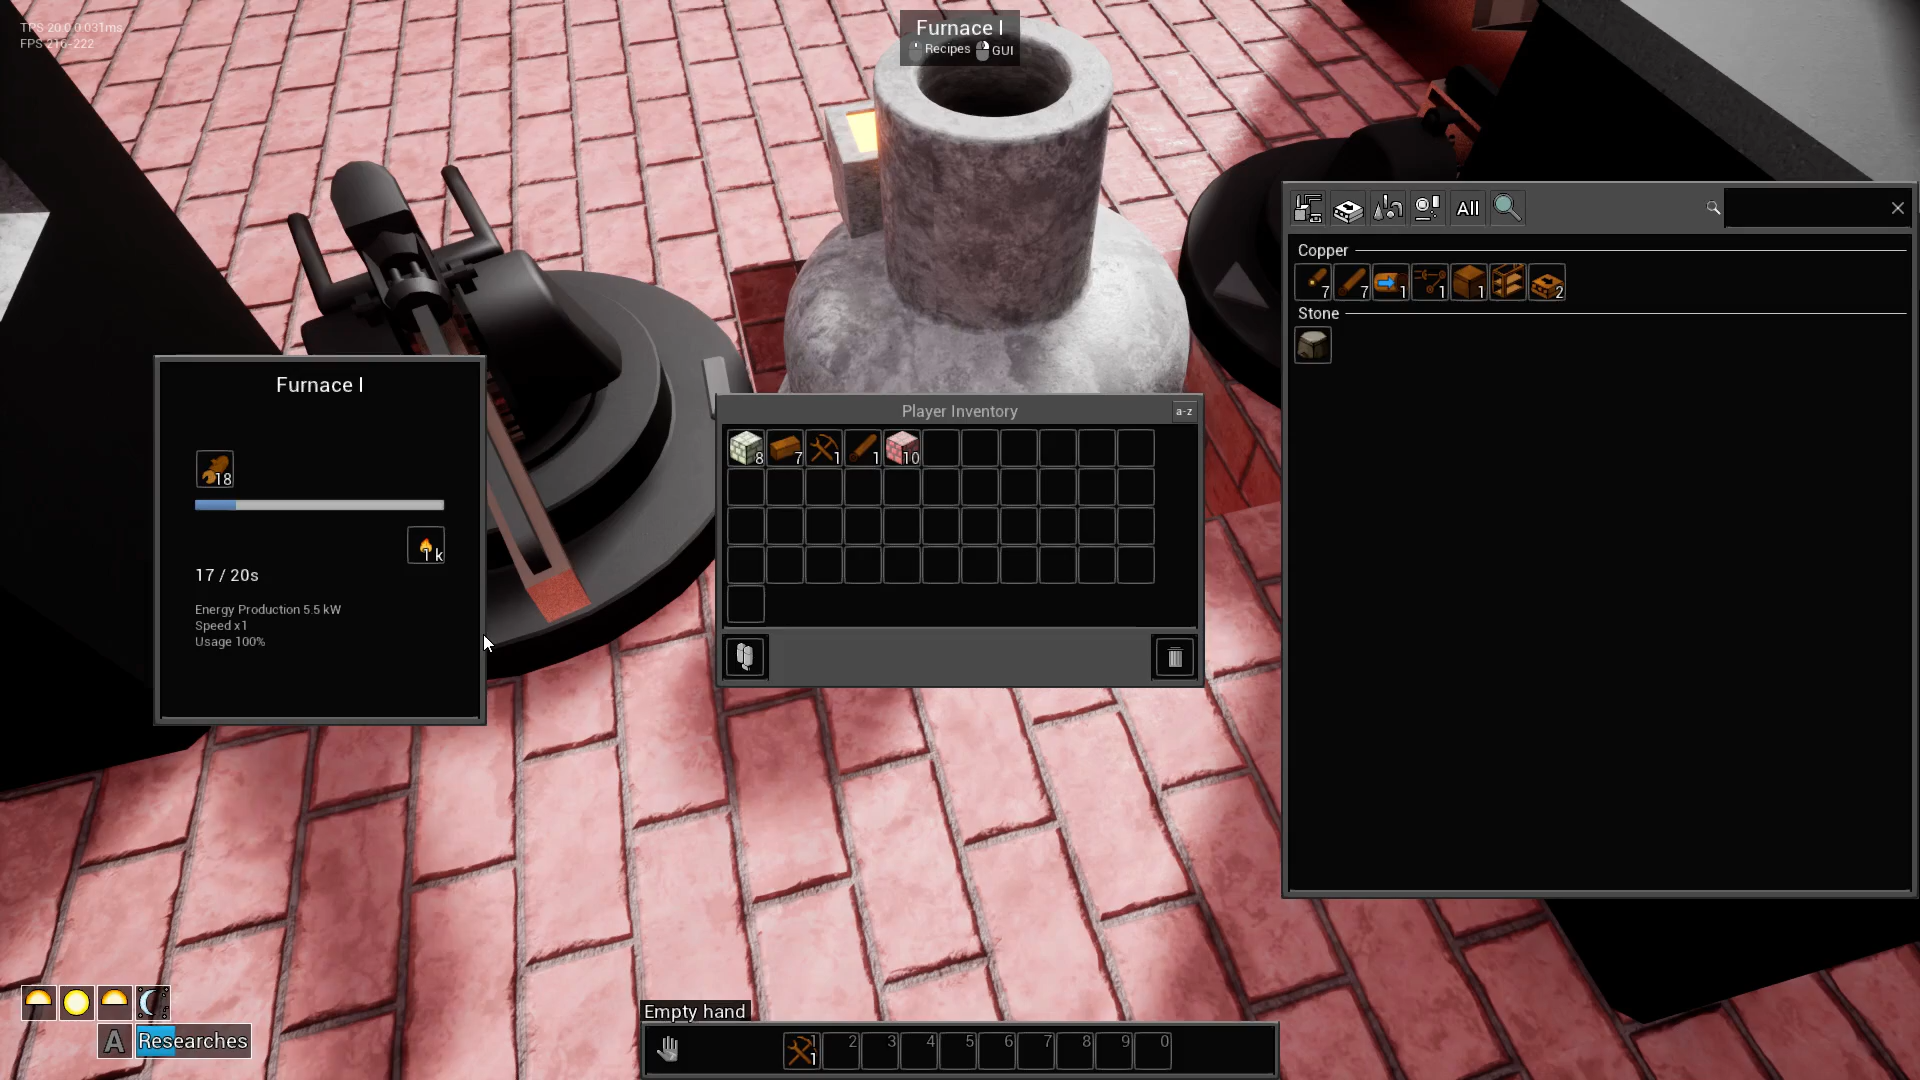 TPS 20.0 0.031ms
FPS 216-222
Furnace I
Recipes GUI
All
Copper
7 7 1 1 1 2
Stone
Furnace I
18
1 k
17 / 20s
Energy Production 5.5 kW
Speed x1
Usage 100%
Player Inventory
a-z
8 7 1 1 10
A Researches
Empty hand
1 1 2 3 4 5 6 7 8 9 0